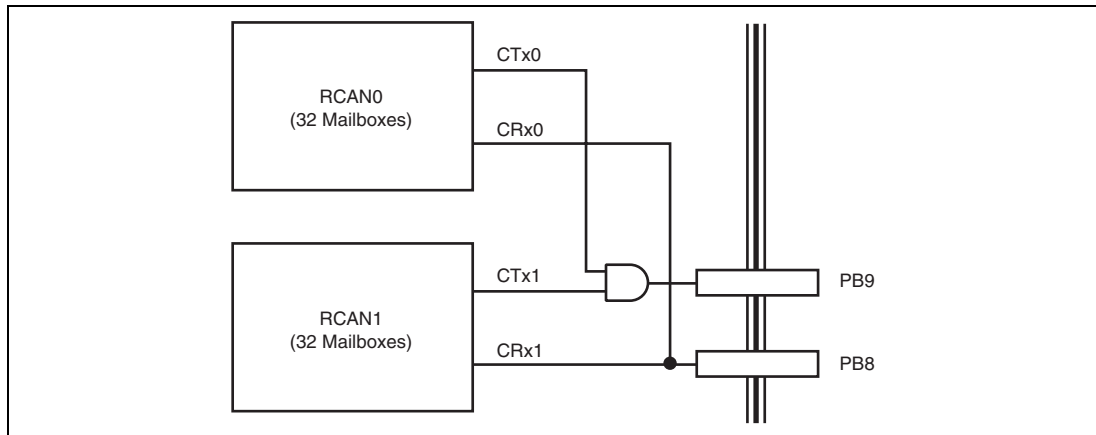 CTx0
RCAN0
(32 Mailboxes)
CRx0
CTx1
PB9
RCAN1
(32 Mailboxes)
CRx1
PB8